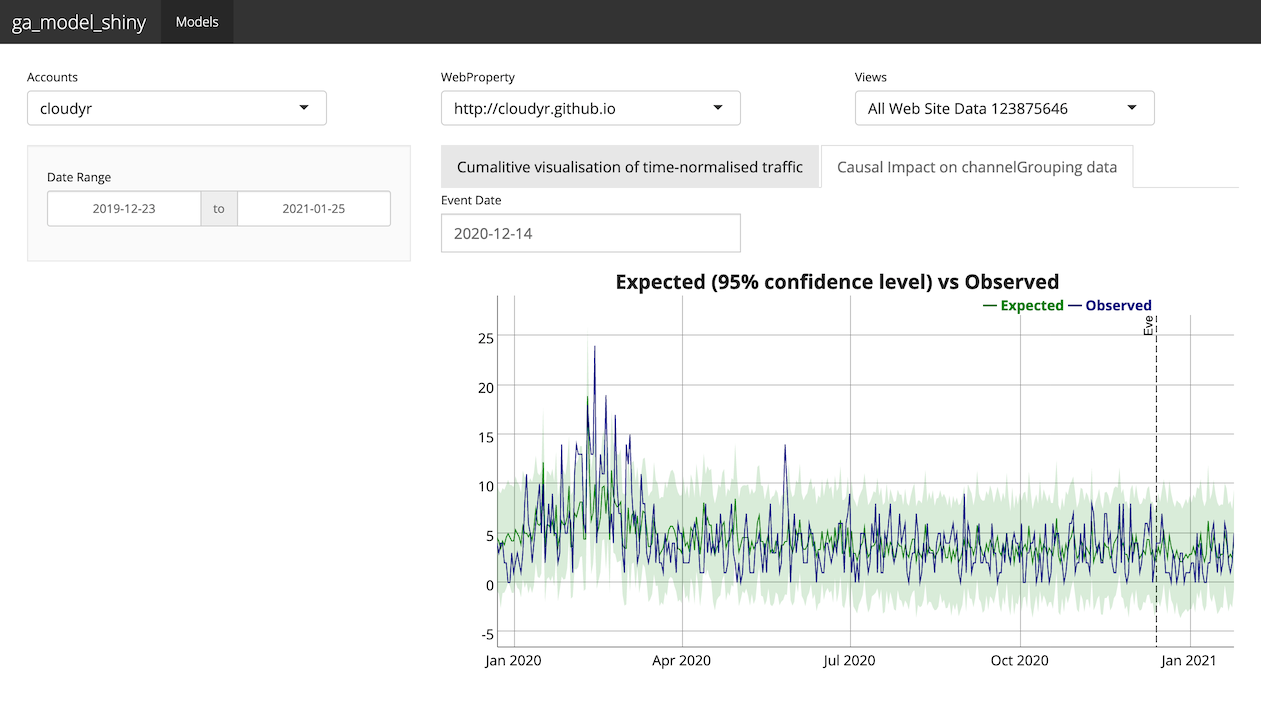 ga_model_shiny Models
Accounts WebProperty Views
cloudyr http://cloudyr.github.io All Web Site Data 123875646
Date Range
2019-12-23 to 2021-01-25
Cumalitive visualisation of time-normalised traffic Causal Impact on channelGrouping data
Event Date
2020-12-14
Expected (95% confidence level) vs Observed
Expected Observed
Eve
25
20
15
10
5
0
-5
Jan 2020 Apr 2020 Jul 2020 Oct 2020 Jan 2021